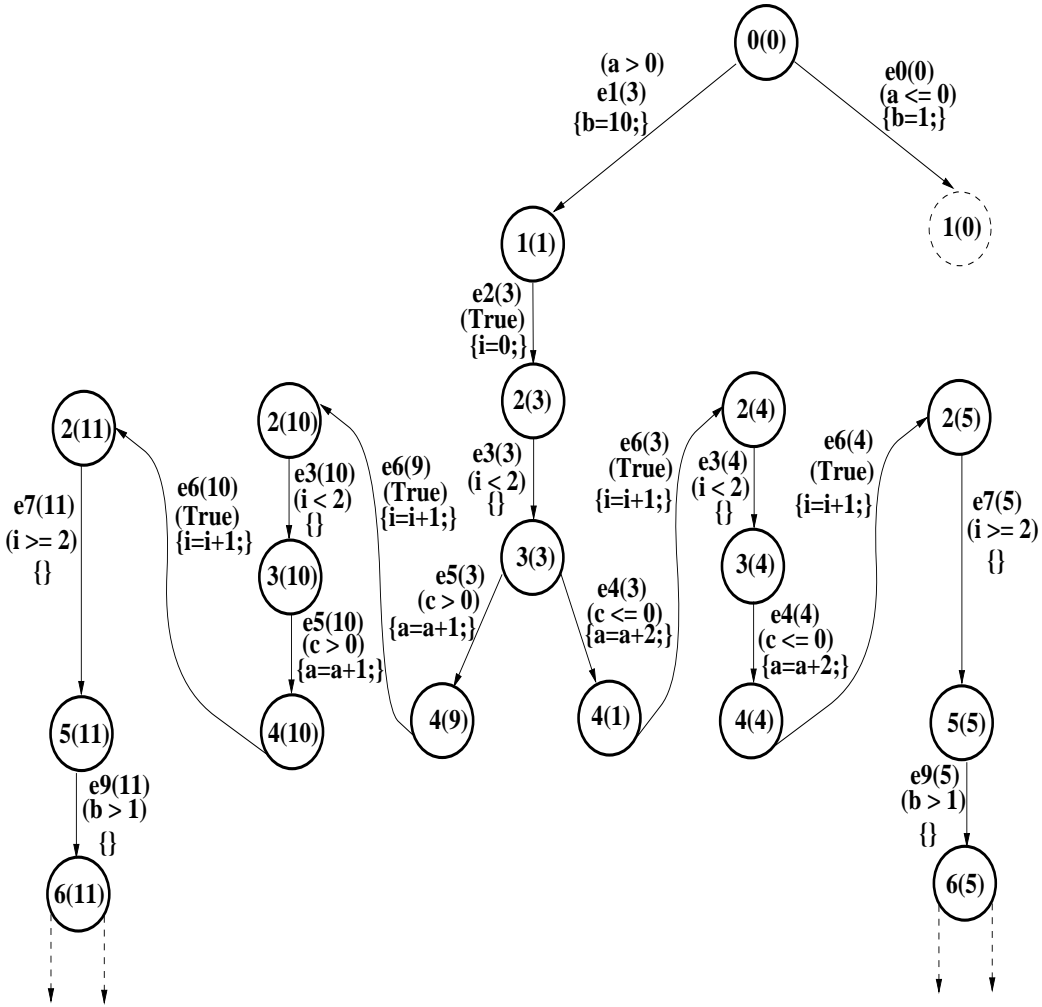 0(0)
(a > 0)
e1(3)
{b=10;}
e0(0)
(a <= 0)
{b=1;}
1(1)
1(0)
e2(3)
(True)
{i=0;}
2(11)
2(10)
2(3)
2(4)
2(5)
e7(11)
(i >= 2)
{}
e6(10)
(True)
{i=i+1;}
e3(10)
(i < 2)
{}
e6(9)
(True)
{i=i+1;}
e3(3)
(i < 2)
{}
e6(3)
(True)
{i=i+1;}
e3(4)
(i < 2)
{}
e6(4)
(True)
{i=i+1;}
e7(5)
(i >= 2)
{}
3(10)
3(3)
3(4)
e5(10)
(c > 0)
{a=a+1;}
e5(3)
(c > 0)
{a=a+1;}
e4(3)
(c <= 0)
{a=a+2;}
e4(4)
(c <= 0)
{a=a+2;}
5(11)
4(10)
4(9)
4(1)
4(4)
5(5)
e9(11)
(b > 1)
{}
e9(5)
(b > 1)
{}
6(11)
6(5)